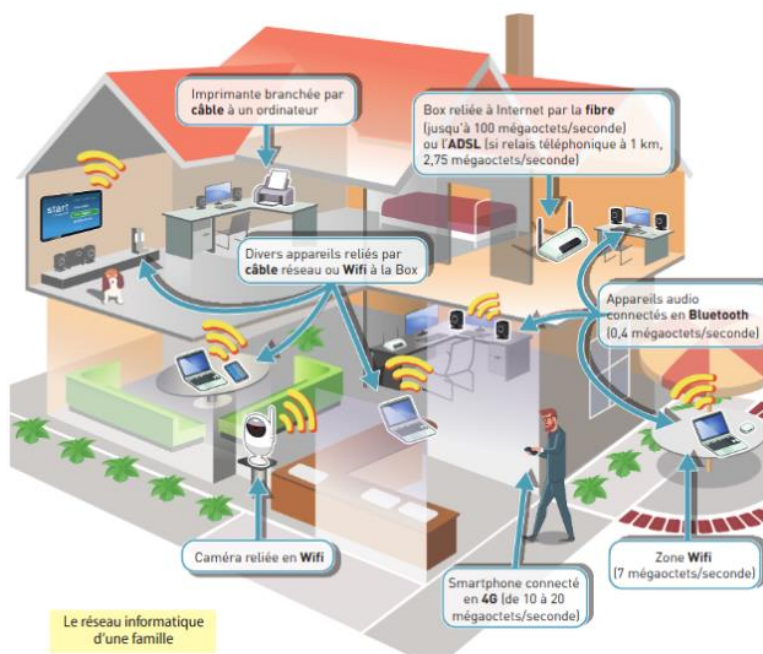 Imprimante branchée par
câble à un ordinateur
Box reliée à Internet par la fibre
(jusqu'à 100 mégaoctets/seconde)
ou l'ADSL (si relais téléphonique à 1 km,
2,75 mégaoctets/seconde)
start
Divers appareils reliés par
câble réseau ou Wifi à la Box
Appareils audio
connectés en Bluetooth
(0,4 mégaoctets/seconde)
Caméra reliée en Wifi
Smartphone connecté
en 4G (de 10 à 20
mégaoctets/seconde)
Zone Wifi
(7 mégaoctets/seconde)
Le réseau informatique
d'une famille